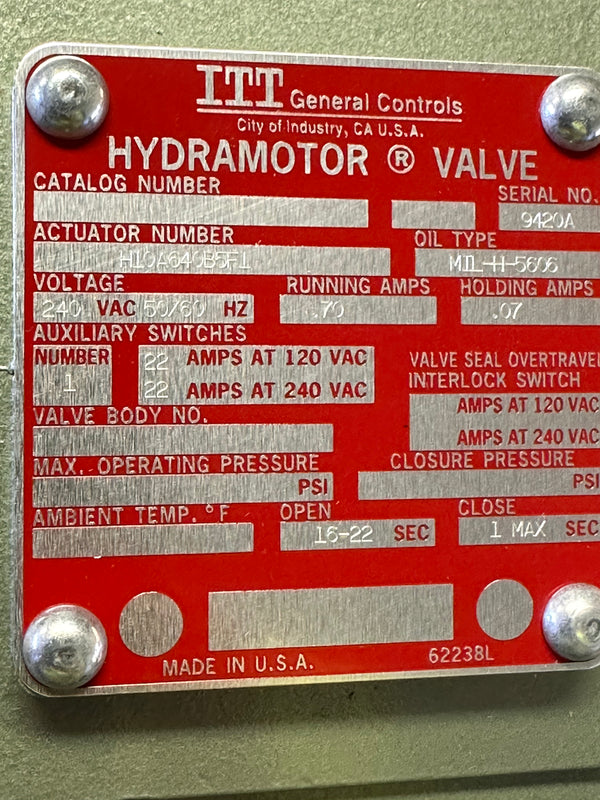 ITT General Controls
City of Industry, CA U.S.A.
HYDRAMOTOR ® VALVE
CATALOG NUMBER
SERIAL NO.
9420A
ACTUATOR NUMBER
OIL TYPE
H10A640B5F1
MIL-H-5606
VOLTAGE
RUNNING AMPS
HOLDING AMPS
240 VAC 50/60 HZ
.70
.07
AUXILIARY SWITCHES
NUMBER
1
22 AMPS AT 120 VAC
22 AMPS AT 240 VAC
VALVE SEAL OVERTRAVEL
INTERLOCK SWITCH
AMPS AT 120 VAC
AMPS AT 240 VAC
VALVE BODY NO.
MAX. OPERATING PRESSURE
CLOSURE PRESSURE
PSI
PSI
AMBIENT TEMP. °F
OPEN
CLOSE
16-22 SEC
1 MAX SEC
MADE IN U.S.A.
62238L